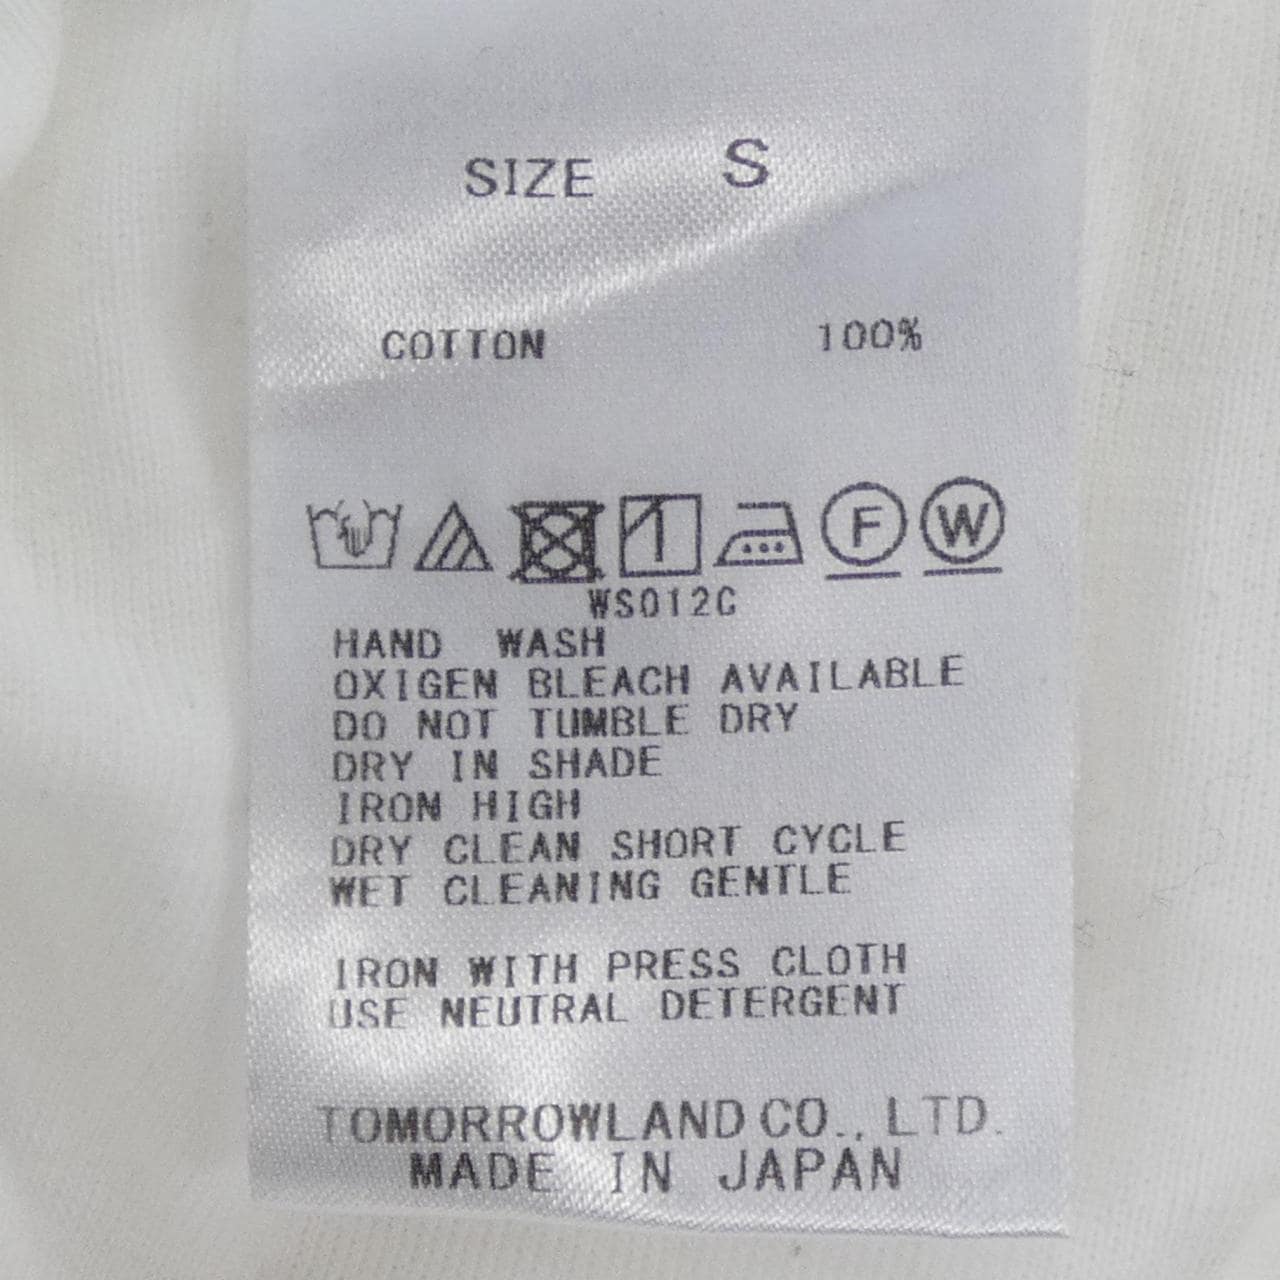 SIZE S
COTTON 100%
F W
WS012C
HAND WASH
OXIGEN BLEACH AVAILABLE
DO NOT TUMBLE DRY
DRY IN SHADE
IRON HIGH
DRY CLEAN SHORT CYCLE
WET CLEANING GENTLE
IRON WITH PRESS CLOTH
USE NEUTRAL DETERGENT
TOMORROWLAND CO., LTD.
MADE IN JAPAN